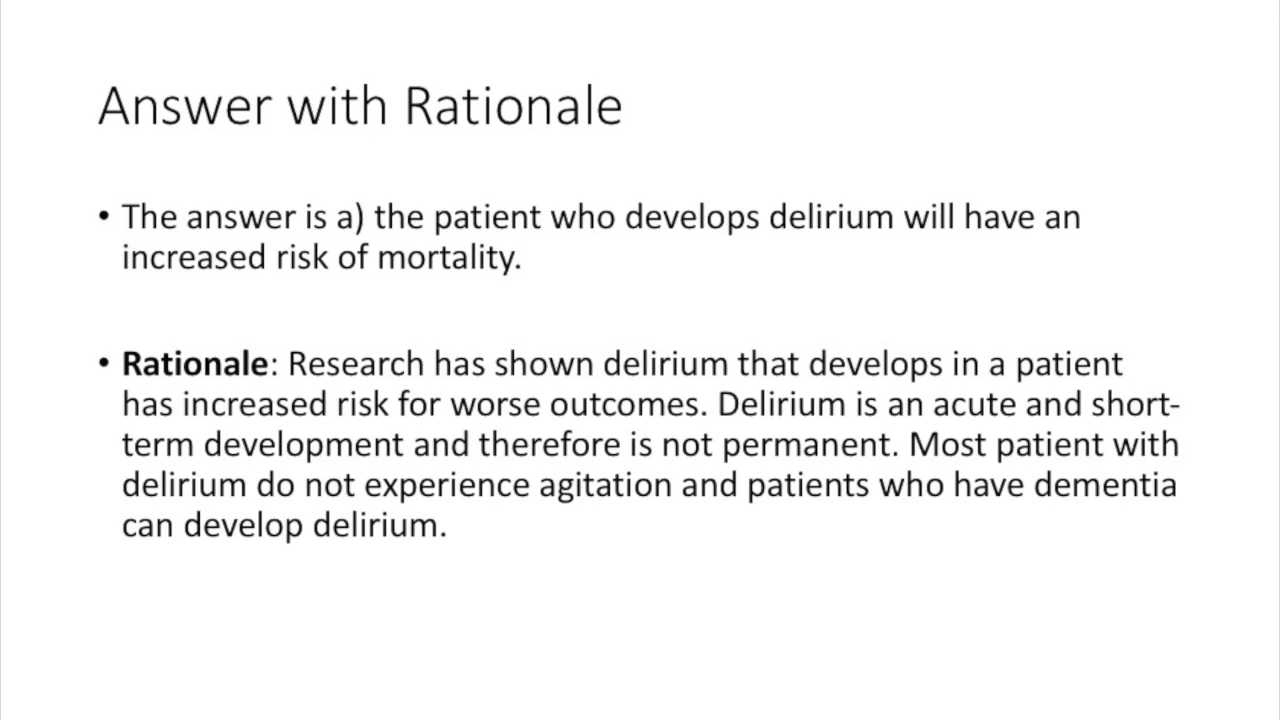 Answer with Rationale
• The answer is a) the patient who develops delirium will have an
increased risk of mortality.
• Rationale: Research has shown delirium that develops in a patient
has increased risk for worse outcomes. Delirium is an acute and short-
term development and therefore is not permanent. Most patient with
delirium do not experience agitation and patients who have dementia
can develop delirium.